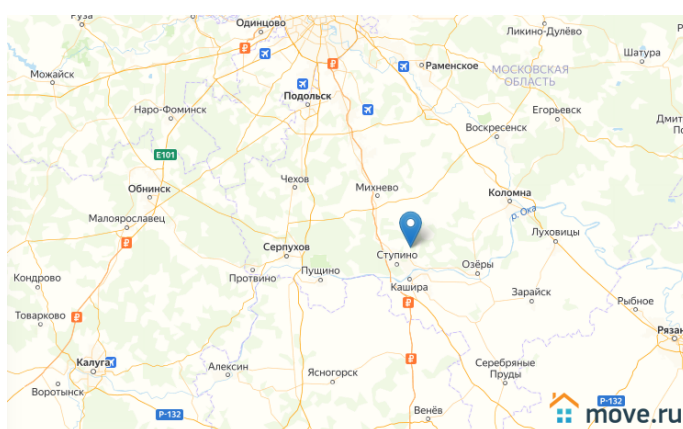 Руза
Одинцово
Ликино-Дулёво
Шатура
Можайск
Раменское
МОСКОВСКАЯ
ОБЛАСТЬ
Подольск
Наро-Фоминск
Егорьевск
Воскресенск
E101
Чехов
Михнево
Обнинск
Коломна
р. Ока
Малоярославец
Луховицы
Серпухов
Ступино
Пущино
Озёры
Кондрово
Протвино
Кашира
Зарайск
Рыбное
Товарково
Калуга
Алексин
Ясногорск
Серебряные
Пруды
Воротынск
Р-132
Венёв
Р-132
move.ru